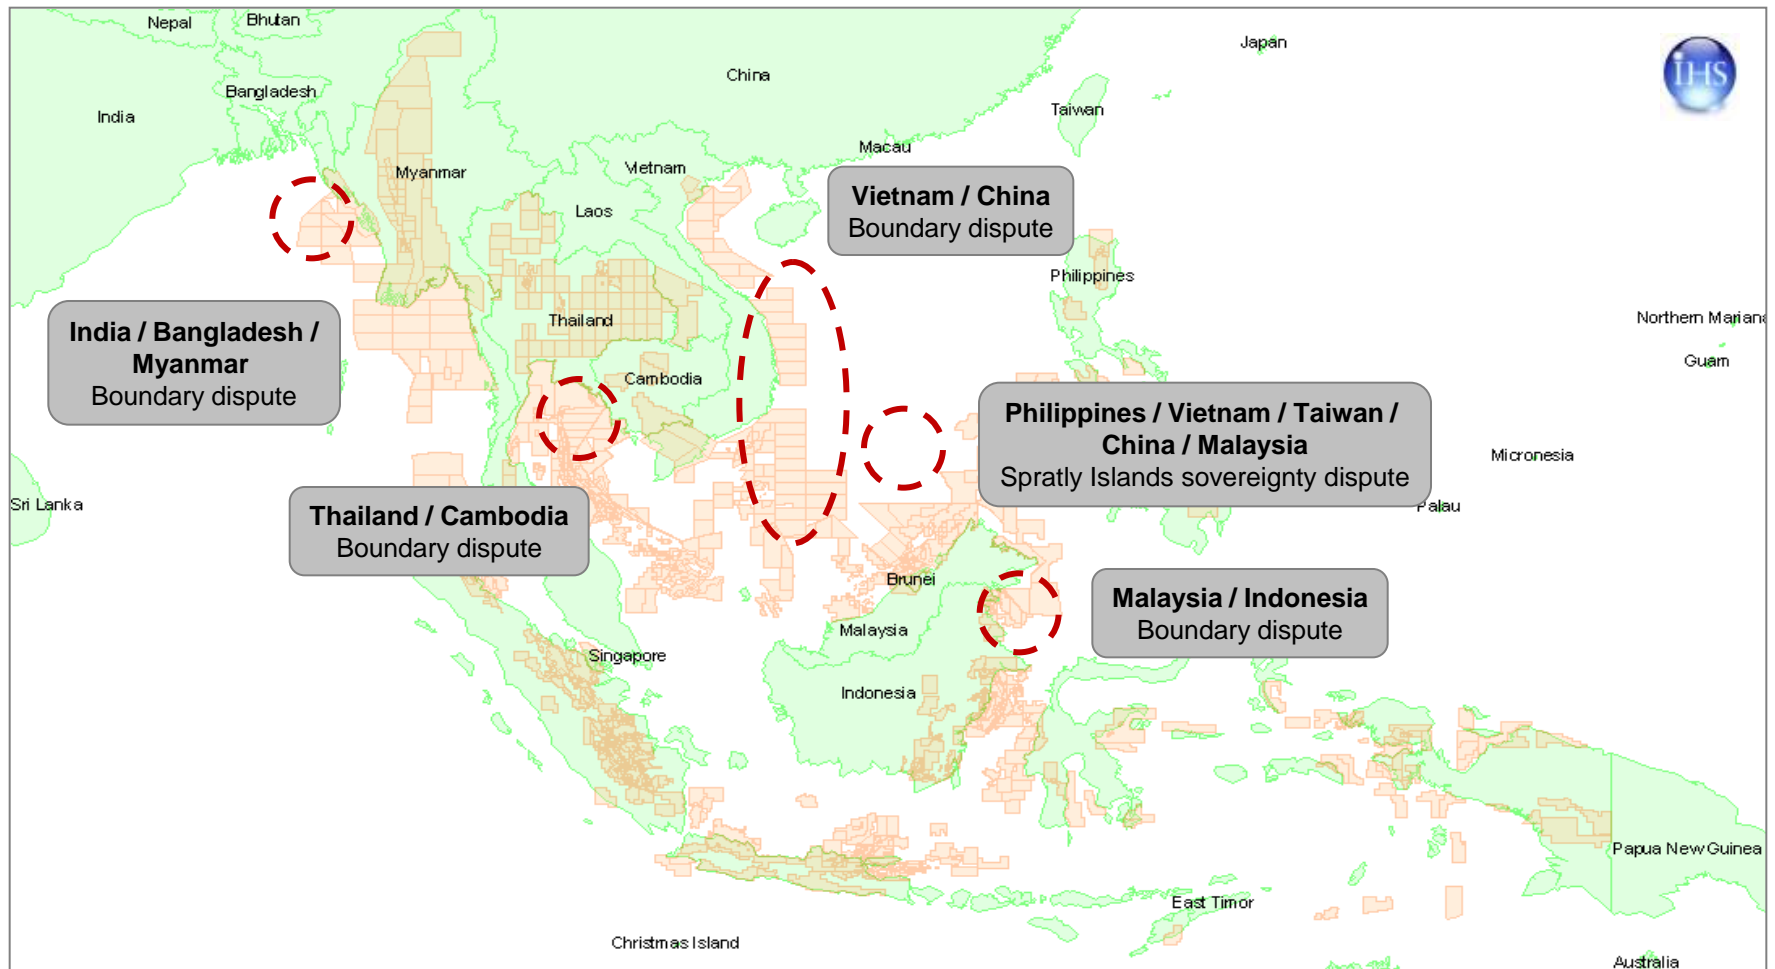 Nepal
Bhutan
Japan
China
IHS
Bangladesh
India
Taiwan
Macau
Myanmar
Vietnam
Vietnam / China
Boundary dispute
Laos
Philippines
India / Bangladesh /
Myanmar
Boundary dispute
Thailand
Northern Mariana
Guam
Cambodia
Philippines / Vietnam / Taiwan /
China / Malaysia
Spratly Islands sovereignty dispute
Micronesia
Sri Lanka
Palau
Thailand / Cambodia
Boundary dispute
Brunei
Malaysia / Indonesia
Boundary dispute
Malaysia
Singapore
Indonesia
Papua New Guinea
East Timor
Christmas Island
Australia